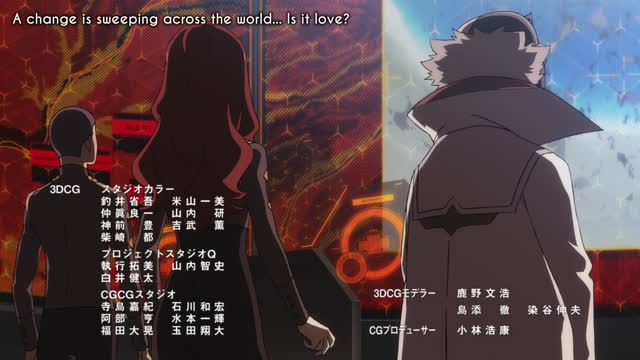 A change is sweeping across the world... Is it love?
3DCG スタジオカラー
釣井省吾 米山一美
仲眞良一 山内 研
神前 豊 吉武 薫
柴崎 都
プロジェクトスタジオQ
執行拓美 山内智史
白井健太
CGCGスタジオ
寺島嘉紀 石川和宏
阿部 亨 水本一輝
福田大晃 玉田翔大
3DCGモデラー 鹿野文浩
島添 徹 染谷伸夫
CGプロデューサー 小林浩康